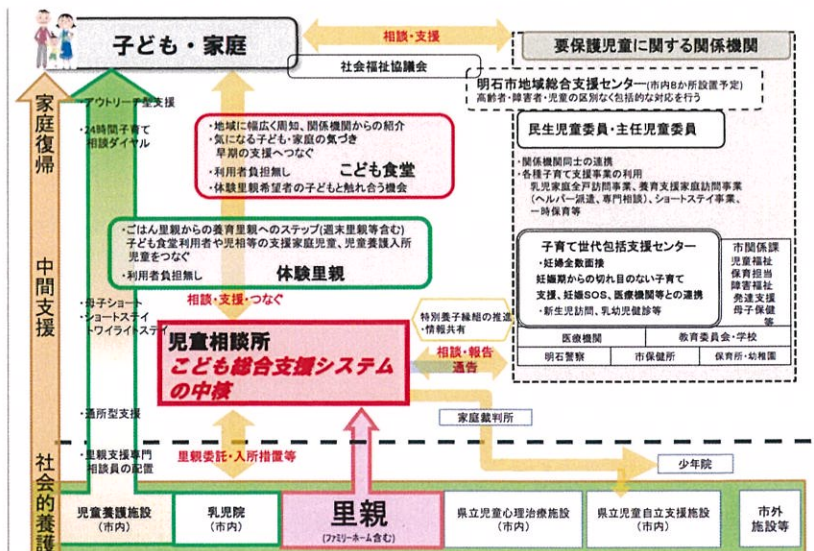 子ども・家庭
相談・支援
要保護児童に関する関係機関
社会福祉協議会
明石市地域総合支援センター(市内8か所設置予定)
高齢者・障害者・児童の区別なく包括的な対応を行う
家庭復帰
・アウトリーチ型支援
・24時間子育て
相談ダイヤル
・地域に幅広く周知、関係機関からの紹介
・気になる子ども・家庭の気づき
早期の支援へつなぐ
・利用者負担無し
こども食堂
・体験里親希望者の子どもと触れ合う機会
民生児童委員・主任児童委員
・関係機関同士の連携
・各種子育て支援事業の利用
乳児家庭全戸訪問事業、養育支援家庭訪問事業
(ヘルパー派遣、専門相談)、ショートステイ事業、
一時保育等
・ごはん里親からの養育里親へのステップ(週末里親等含む)
子ども食堂利用者や児相等の支援家庭児童、児童養護入所
児童をつなぐ
・利用者負担無し
体験里親
子育て世代包括支援センター
・妊婦全数面接
妊娠期からの切れ目のない子育て
支援、妊娠SOS、医療機関等との連携
・新生児訪問、乳幼児健診等
市関係課
児童福祉
保育担当
障害福祉
発達支援
母子保健
等
中間支援
・母子ショート
・ショートステイ
トワイライトステイ
相談・支援・つなぐ
特別養子縁組の推進
・情報共有
児童相談所
こども総合支援システム
の中核
相談・報告
通告
医療機関
教育委員会・学校
明石警察
市保健所
保育所・幼稚園
・通所型支援
家庭裁判所
社会的養護
・里親支援専門
相談員の配置
里親委託・入所措置等
少年院
児童養護施設
(市内)
乳児院
(市内)
里親
(ファミリーホーム含む)
県立児童心理治療施設
(市内)
県立児童自立支援施設
(市内)
市外
施設等